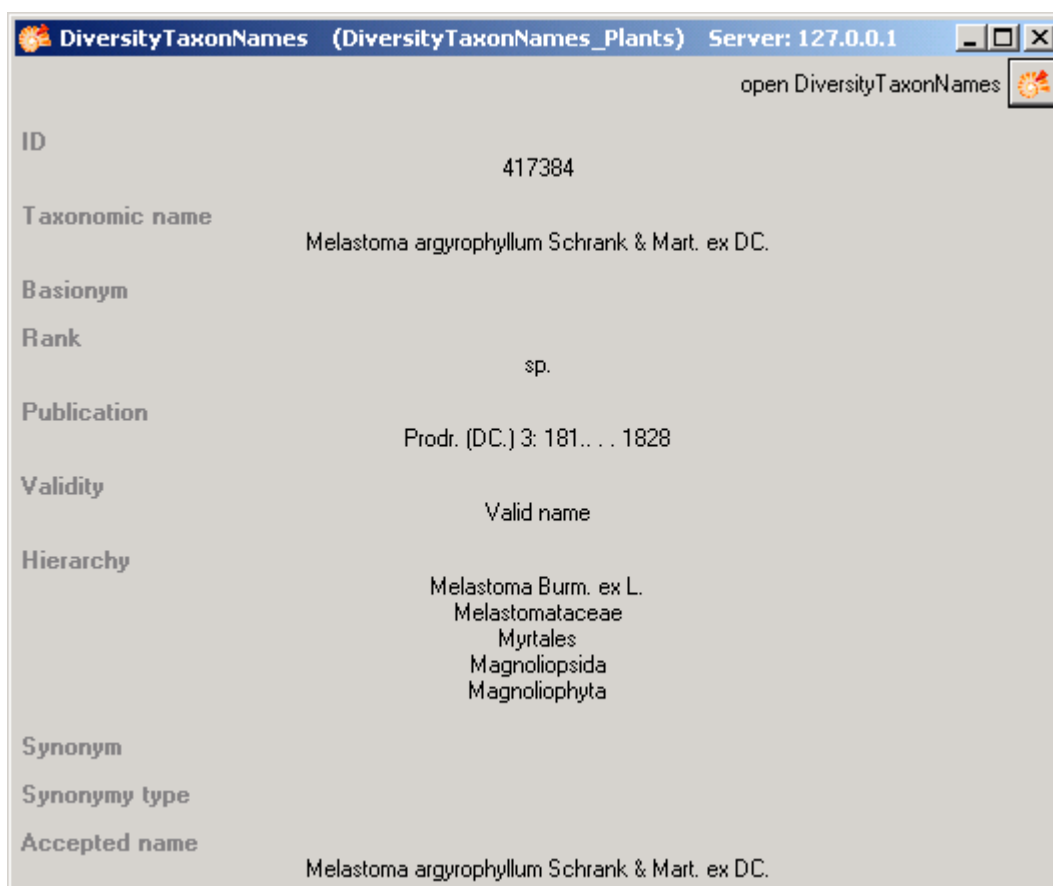 DiversityTaxonNames (DiversityTaxonNames_Plants) Server: 127.0.0.1
open DiversityTaxonNames
ID
417384
Taxonomic name
Melastoma argyrophyllum Schrank & Mart. ex DC.
Basionym
Rank
sp.
Publication
Prodr. (DC.) 3: 181.. . . 1828
Validity
Valid name
Hierarchy
Melastoma Burm. ex L.
Melastomataceae
Myrtales
Magnoliopsida
Magnoliophyta
Synonym
Synonymy type
Accepted name
Melastoma argyrophyllum Schrank & Mart. ex DC.